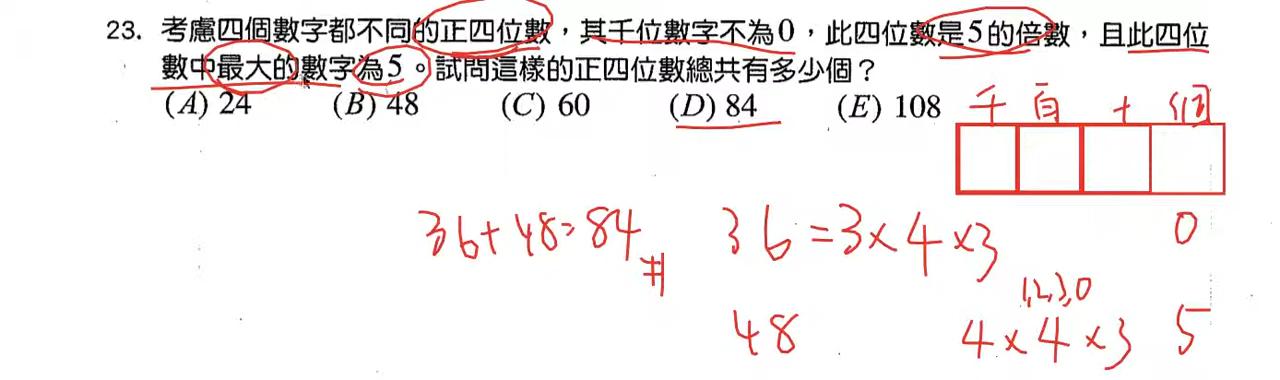 23. 考慮四個數字都不同的正四位數，其千位數字不為0，此四位數是5的倍數，且此四位
數中最大的數字為5。試問這樣的正四位數總共有多少個？
(A) 24 (B) 48 (C) 60 (D) 84 (E) 108
千 百 十 個
36+48=84 #
36=3×4×3 0
1,2,3,0
48 4×4×3 5